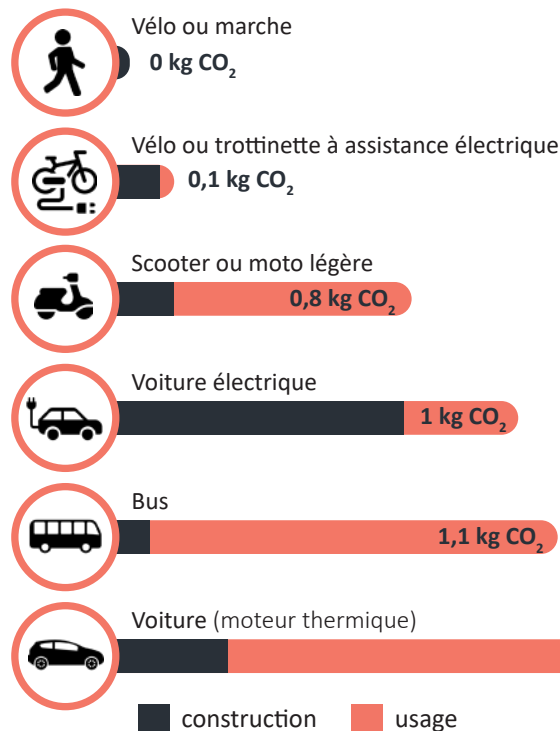 Vélo ou marche
0 kg CO₂
Vélo ou trottinette à assistance électrique
0,1 kg CO₂
Scooter ou moto légère
0,8 kg CO₂
Voiture électrique
1 kg CO₂
Bus
1,1 kg CO₂
Voiture (moteur thermique)
construction usage